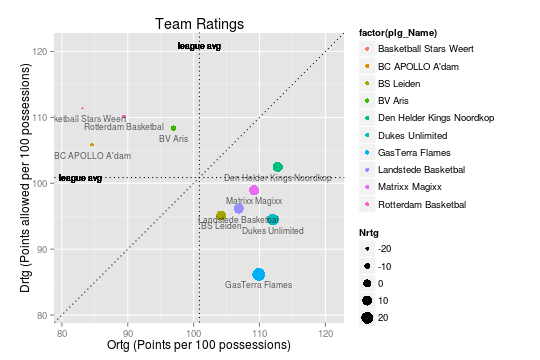 Team Ratings
Drtg (Points allowed per 100 possessions)
120
110
100
90
80
league avg
ketball Stars Weert
Rotterdam Basketbal
BV Aris
BC APOLLO A'dam
league avg
Den Helder Kings Noordkop
Matrixx Magixx
Landstede Basketbal
BS Leiden
Dukes Unlimited
GasTerra Flames
80
90
100
110
120
Ortg (Points per 100 possessions)
factor(plg_Name)
Basketball Stars Weert
BC APOLLO A'dam
BS Leiden
BV Aris
Den Helder Kings Noordkop
Dukes Unlimited
GasTerra Flames
Landstede Basketbal
Matrixx Magixx
Rotterdam Basketbal
Nrtg
-20
-10
0
10
20